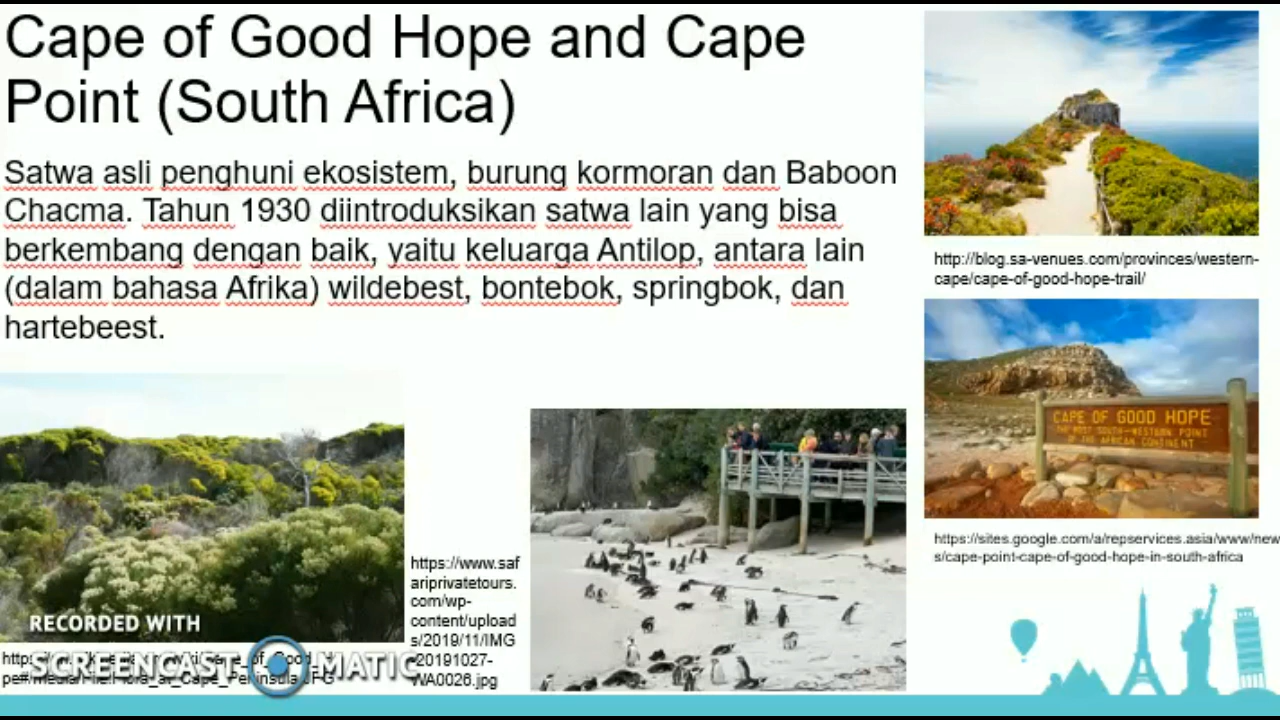 Cape of Good Hope and Cape
Point (South Africa)
Satwa asli penghuni ekosistem, burung kormoran dan Baboon
Chacma. Tahun 1930 diintroduksikan satwa lain yang bisa
berkembang dengan baik, yaitu keluarga Antilop, antara lain
(dalam bahasa Afrika) wildebest, bontebok, springbok, dan
hartebeest.
http://blog.sa-venues.com/provinces/western-
cape/cape-of-good-hope-trail/
CAPE OF GOOD HOPE
THE MOST SOUTH-WESTERN POINT
OF THE AFRICAN CONTINENT
https://sites.google.com/a/repservices.asia/www/new
s/cape-point-cape-of-good-hope-in-south-africa
https://www.saf
ariprivatetours.
com/wp-
content/upload
s/2019/11/IMG
-20191027-
WA0026.jpg
RECORDED WITH
SCREENCAST MATIC